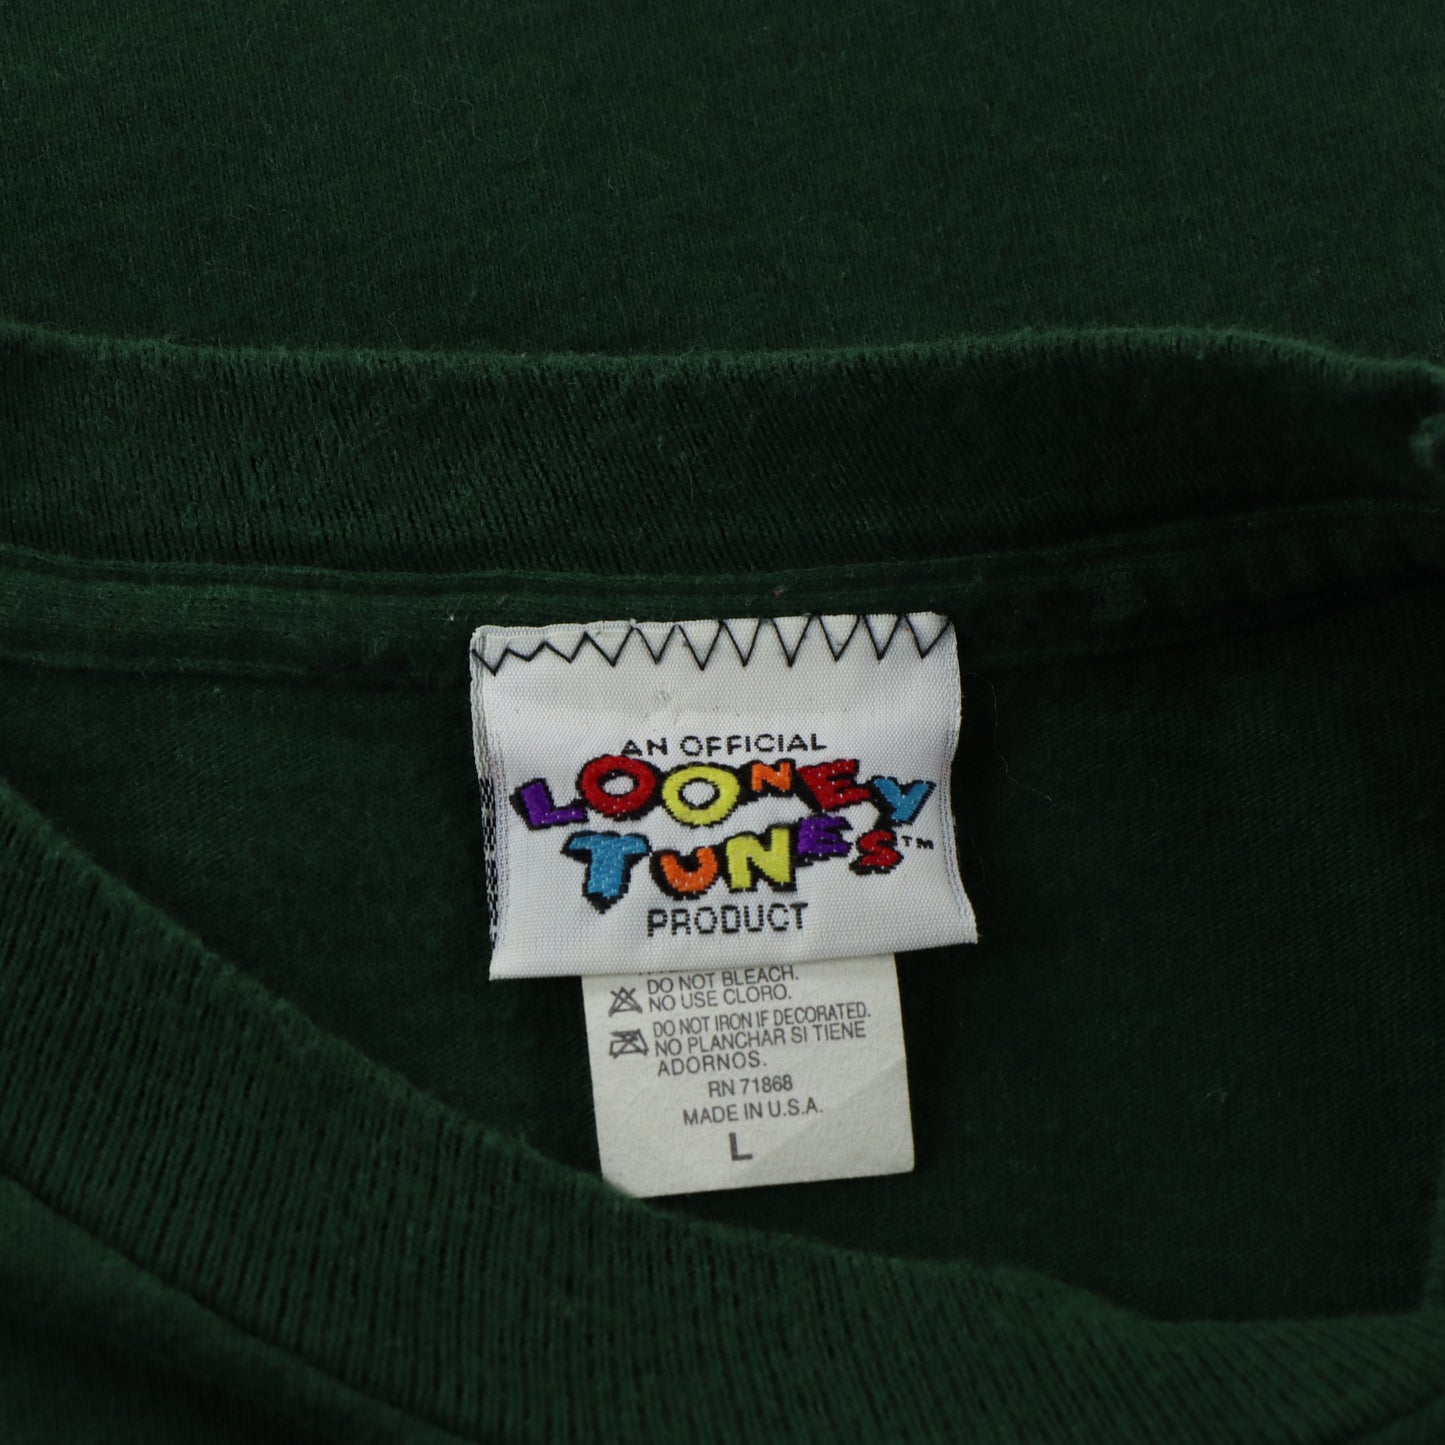 AN OFFICIAL
LOONEY
TUNES™
PRODUCT
DO NOT BLEACH.
NO USE CLORO.
DO NOT IRON IF DECORATED.
NO PLANCHAR SI TIENE
ADORNOS.
RN 71868
MADE IN U.S.A.
L